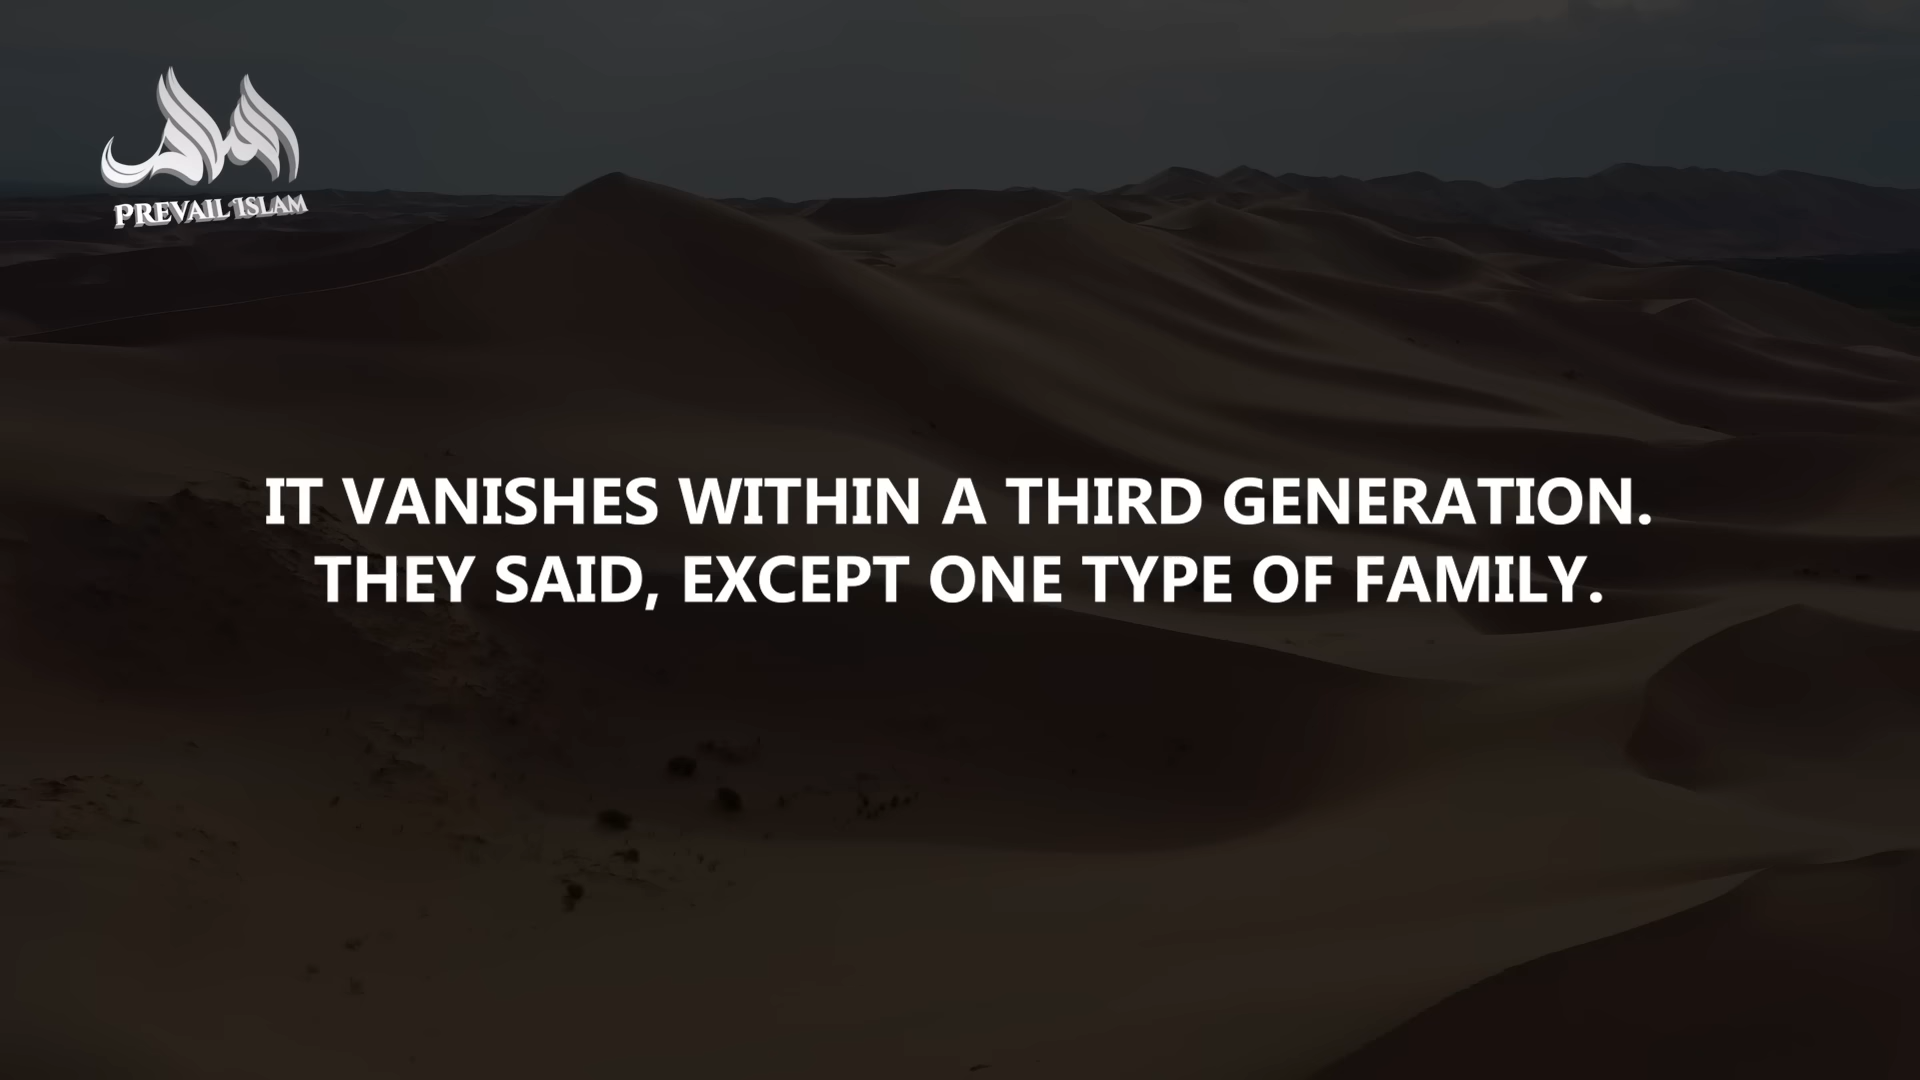 PREVAIL ISLAM
IT VANISHES WITHIN A THIRD GENERATION.
THEY SAID, EXCEPT ONE TYPE OF FAMILY.